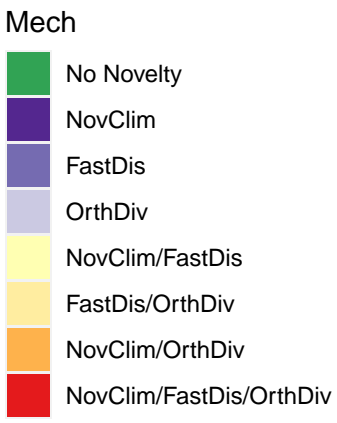 Mech
No Novelty
NovClim
FastDis
OrthDiv
NovClim/FastDis
FastDis/OrthDiv
NovClim/OrthDiv
NovClim/FastDis/OrthDiv